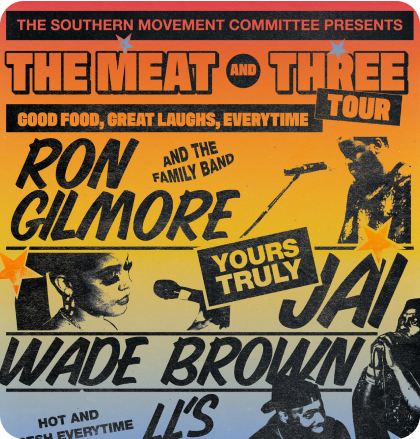 THE SOUTHERN MOVEMENT COMMITTEE PRESENTS
THE MEAT AND THREE
TOUR
GOOD FOOD, GREAT LAUGHS, EVERYTIME
RON
GILMORE
AND THE
FAMILY BAND
YOURS
TRULY
JAI
WADE BROWN
LL'S
HOT AND
EVERYTIME